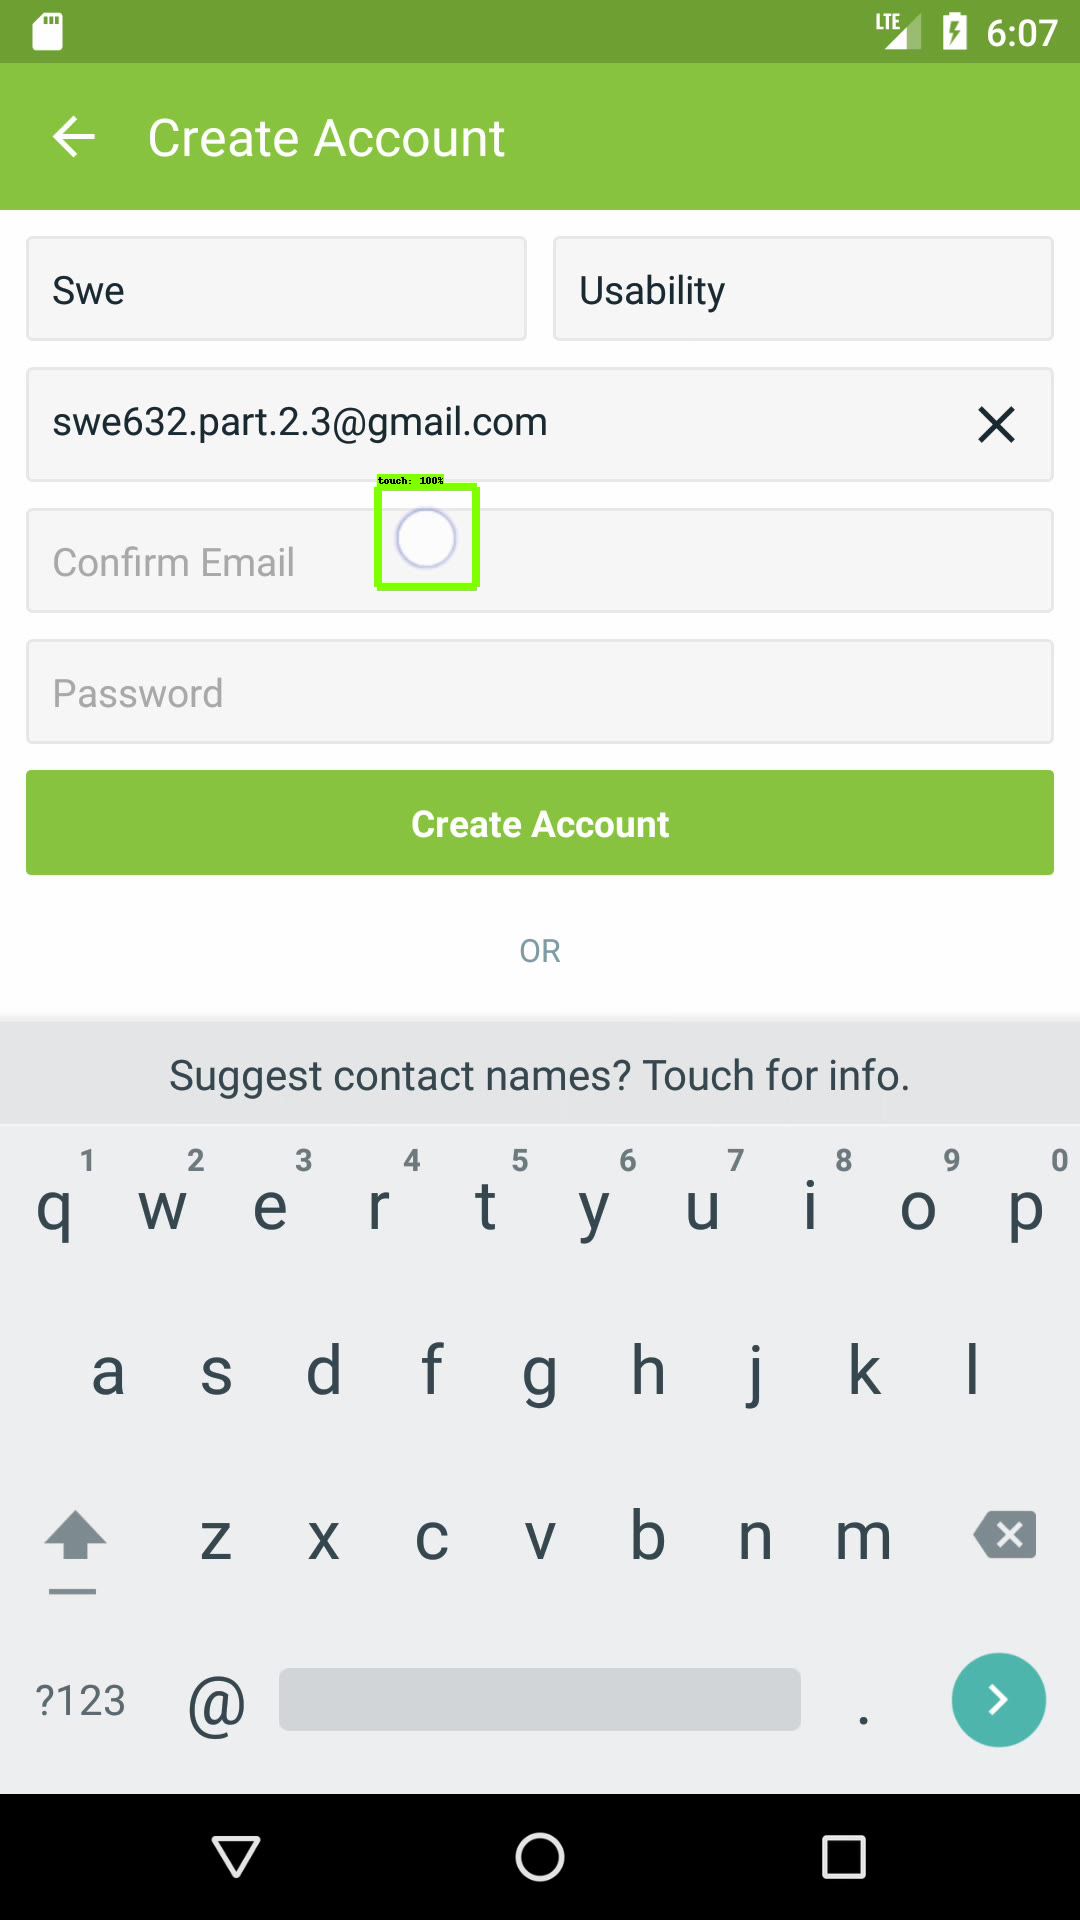 LTE 6:07
Create Account
Swe Usability
swe632.part.2.3@gmail.com
touch: 100%
Confirm Email
Password
Create Account
OR
Suggest contact names? Touch for info.
1 2 3 4 5 6 7 8 9 0
q w e r t y u i o p
a s d f g h j k l
z x c v b n m
?123 @ .